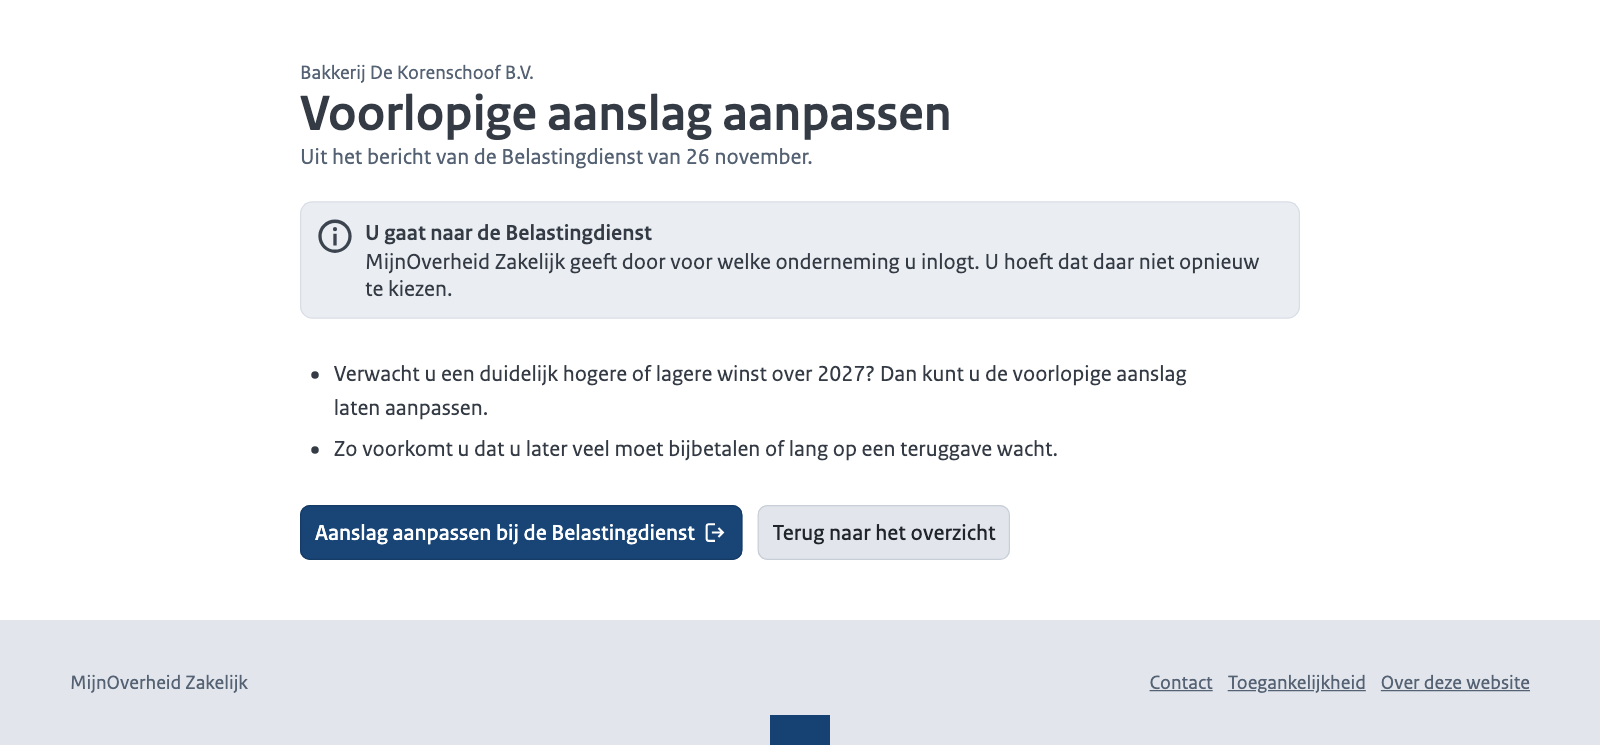 Bakkerij De Korenschoof B.V.
Voorlopige aanslag aanpassen
Uit het bericht van de Belastingdienst van 26 november.
U gaat naar de Belastingdienst
MijnOverheid Zakelijk geeft door voor welke onderneming u inlogt. U hoeft dat daar niet opnieuw
te kiezen.
• Verwacht u een duidelijk hogere of lagere winst over 2027? Dan kunt u de voorlopige aanslag
laten aanpassen.
• Zo voorkomt u dat u later veel moet bijbetalen of lang op een teruggave wacht.
Aanslag aanpassen bij de Belastingdienst
Terug naar het overzicht
MijnOverheid Zakelijk
Contact Toegankelijkheid Over deze website